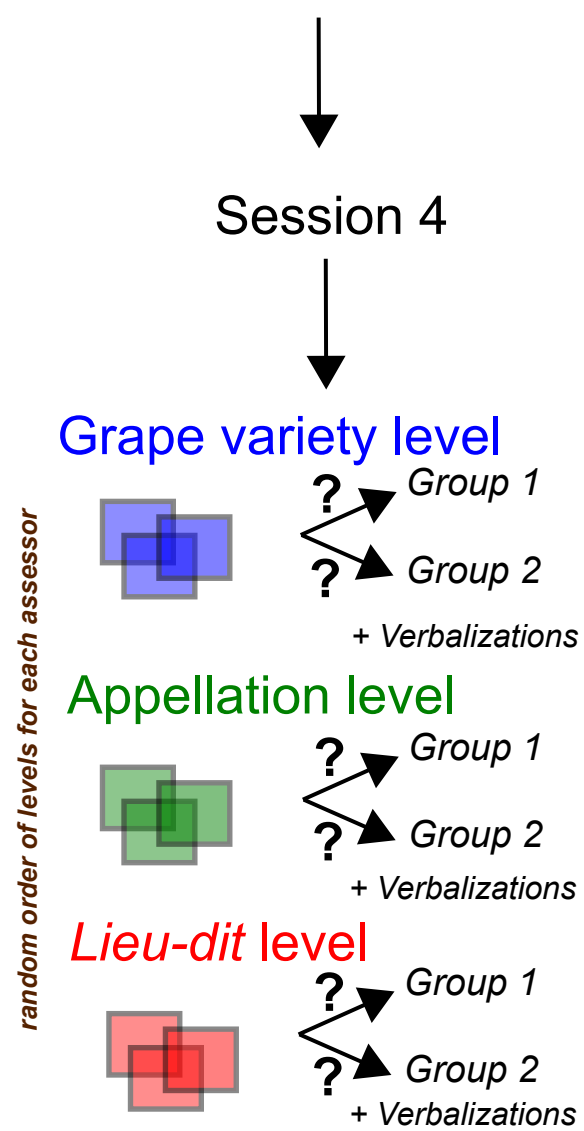 Session 4
random order of levels for each assessor
Grape variety level
? Group 1
? Group 2
+ Verbalizations
Appellation level
? Group 1
? Group 2
+ Verbalizations
Lieu-dit level
? Group 1
? Group 2
+ Verbalizations